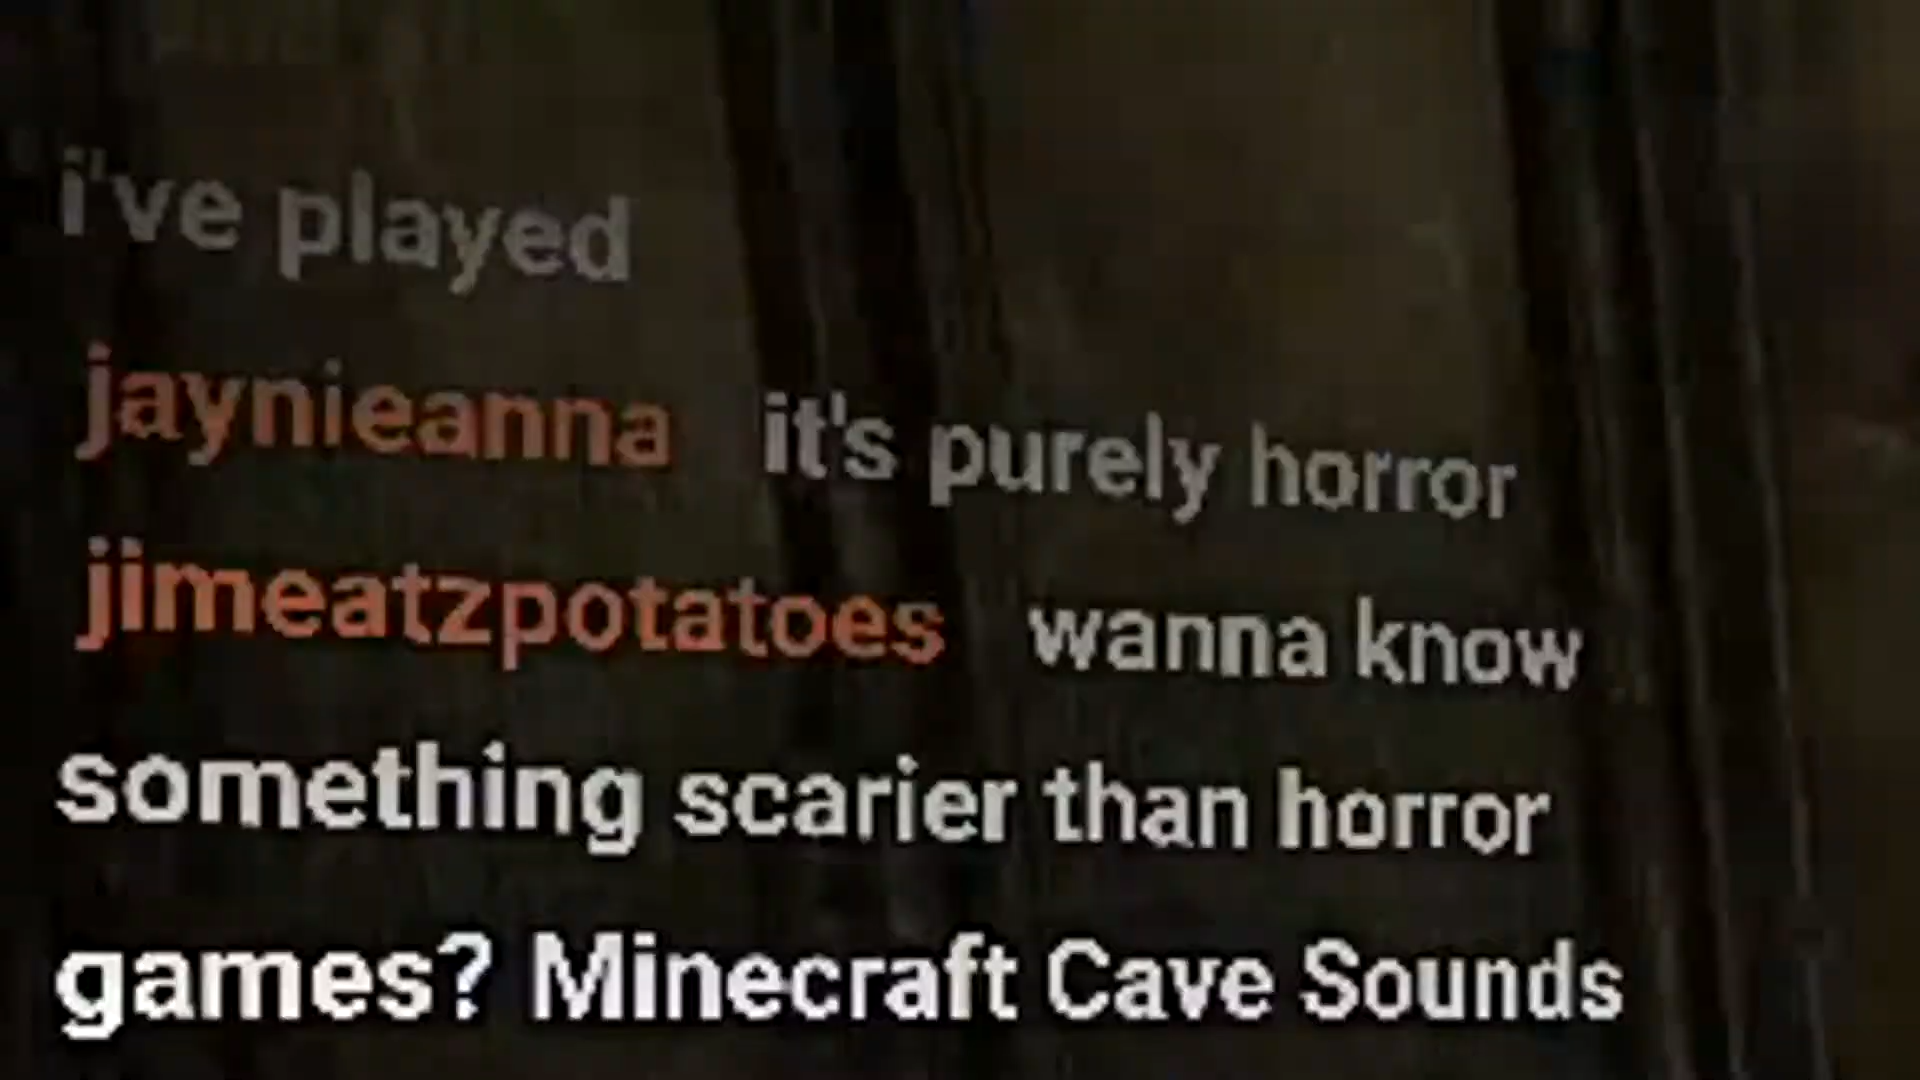 i've played
jaynieanna it's purely horror
jimeatzpotatoes wanna know
something scarier than horror
games? Minecraft Cave Sounds